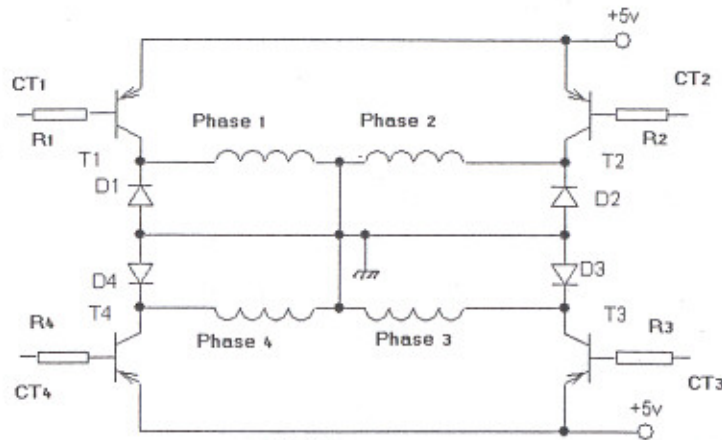 +5v
CT1
CT2
R1
Phase 1
Phase 2
R2
T1
T2
D1
D2
D4
D3
R4
T4
T3
R3
Phase 4
Phase 3
CT4
CT3
+5v